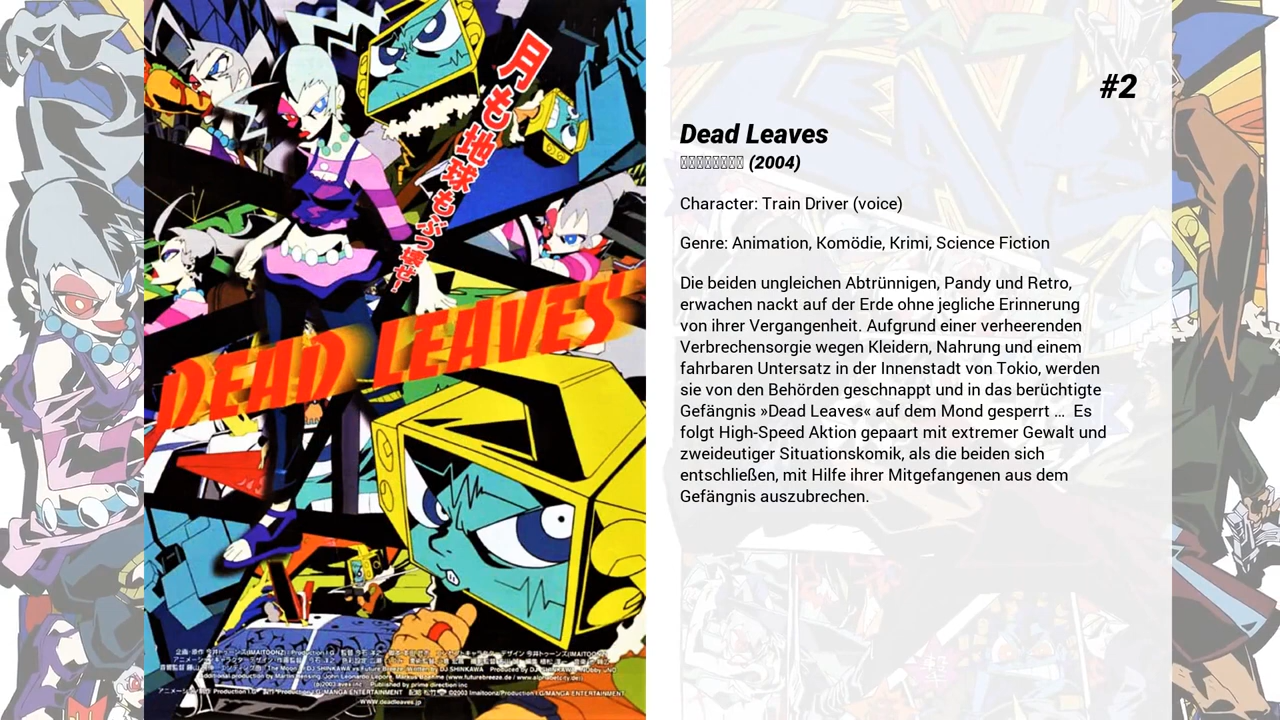 月も地球もぶっ壊せ!
DEAD LEAVES
WWW.deadleaves.jp
#2
Dead Leaves
(2004)
Character: Train Driver (voice)
Genre: Animation, Komödie, Krimi, Science Fiction
Die beiden ungleichen Abtrünnigen, Pandy und Retro,
erwachen nackt auf der Erde ohne jegliche Erinnerung
von ihrer Vergangenheit. Aufgrund einer verheerenden
Verbrechensorgie wegen Kleidern, Nahrung und einem
fahrbaren Untersatz in der Innenstadt von Tokio, werden
sie von den Behörden geschnappt und in das berüchtigte
Gefängnis »Dead Leaves« auf dem Mond gesperrt … Es
folgt High-Speed Aktion gepaart mit extremer Gewalt und
zweideutiger Situationskomik, als die beiden sich
entschließen, mit Hilfe ihrer Mitgefangenen aus dem
Gefängnis auszubrechen.